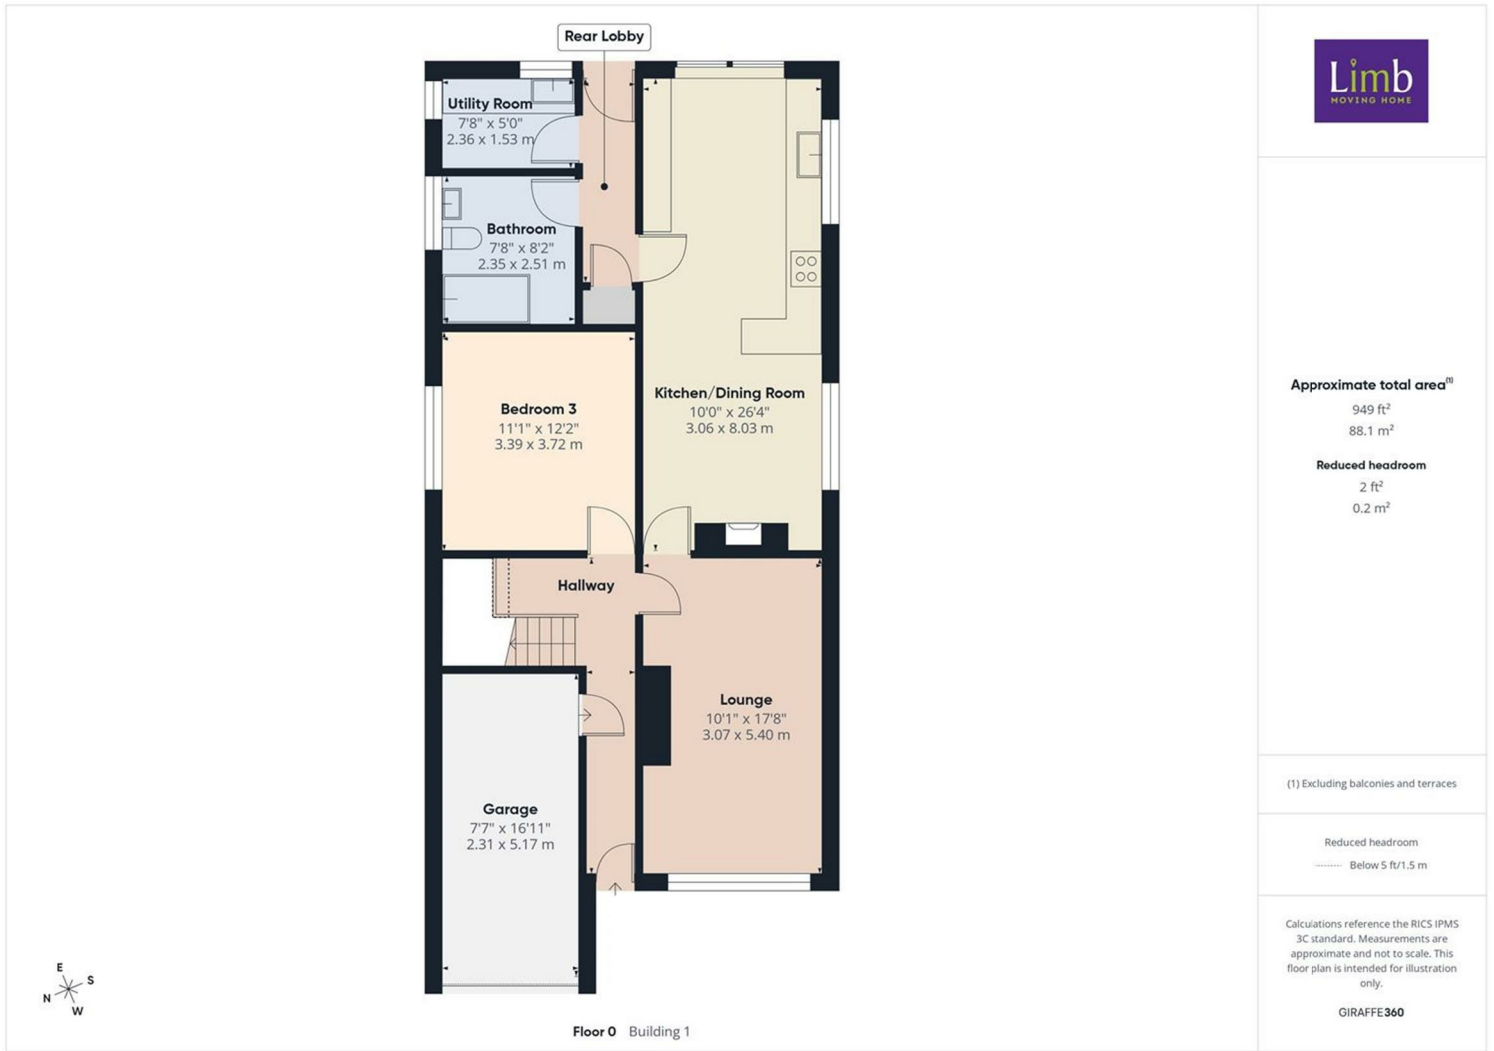 Rear Lobby
Utility Room
7'8" x 5'0"
2.36 x 1.53 m
Bathroom
7'8" x 8'2"
2.35 x 2.51 m
Kitchen/Dining Room
10'0" x 26'4"
3.06 x 8.03 m
Bedroom 3
11'1" x 12'2"
3.39 x 3.72 m
Hallway
Lounge
10'1" x 17'8"
3.07 x 5.40 m
Garage
7'7" x 16'11"
2.31 x 5.17 m
E
S
N
W
Floor 0 Building 1
Limb
MOVING HOME
Approximate total area(1)
949 ft²
88.1 m²
Reduced headroom
2 ft²
0.2 m²
(1) Excluding balconies and terraces
Reduced headroom
Below 5 ft/1.5 m
Calculations reference the RICS IPMS
3C standard. Measurements are
approximate and not to scale. This
floor plan is intended for illustration
only.
GIRAFFE360